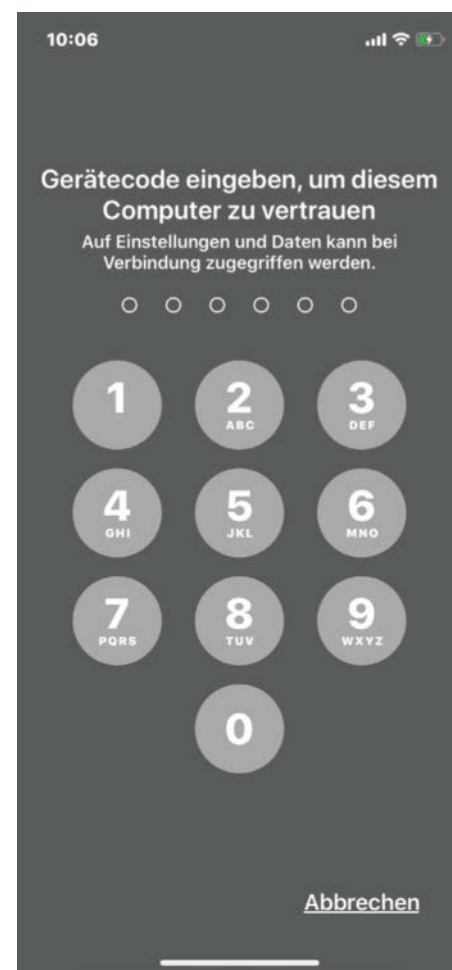 10:06
Gerätecode eingeben, um diesem
Computer zu vertrauen
Auf Einstellungen und Daten kann bei
Verbindung zugegriffen werden.
1 2 3
ABC DEF
4 5 6
GHI JKL MNO
7 8 9
PQRS TUV WXYZ
0
Abbrechen